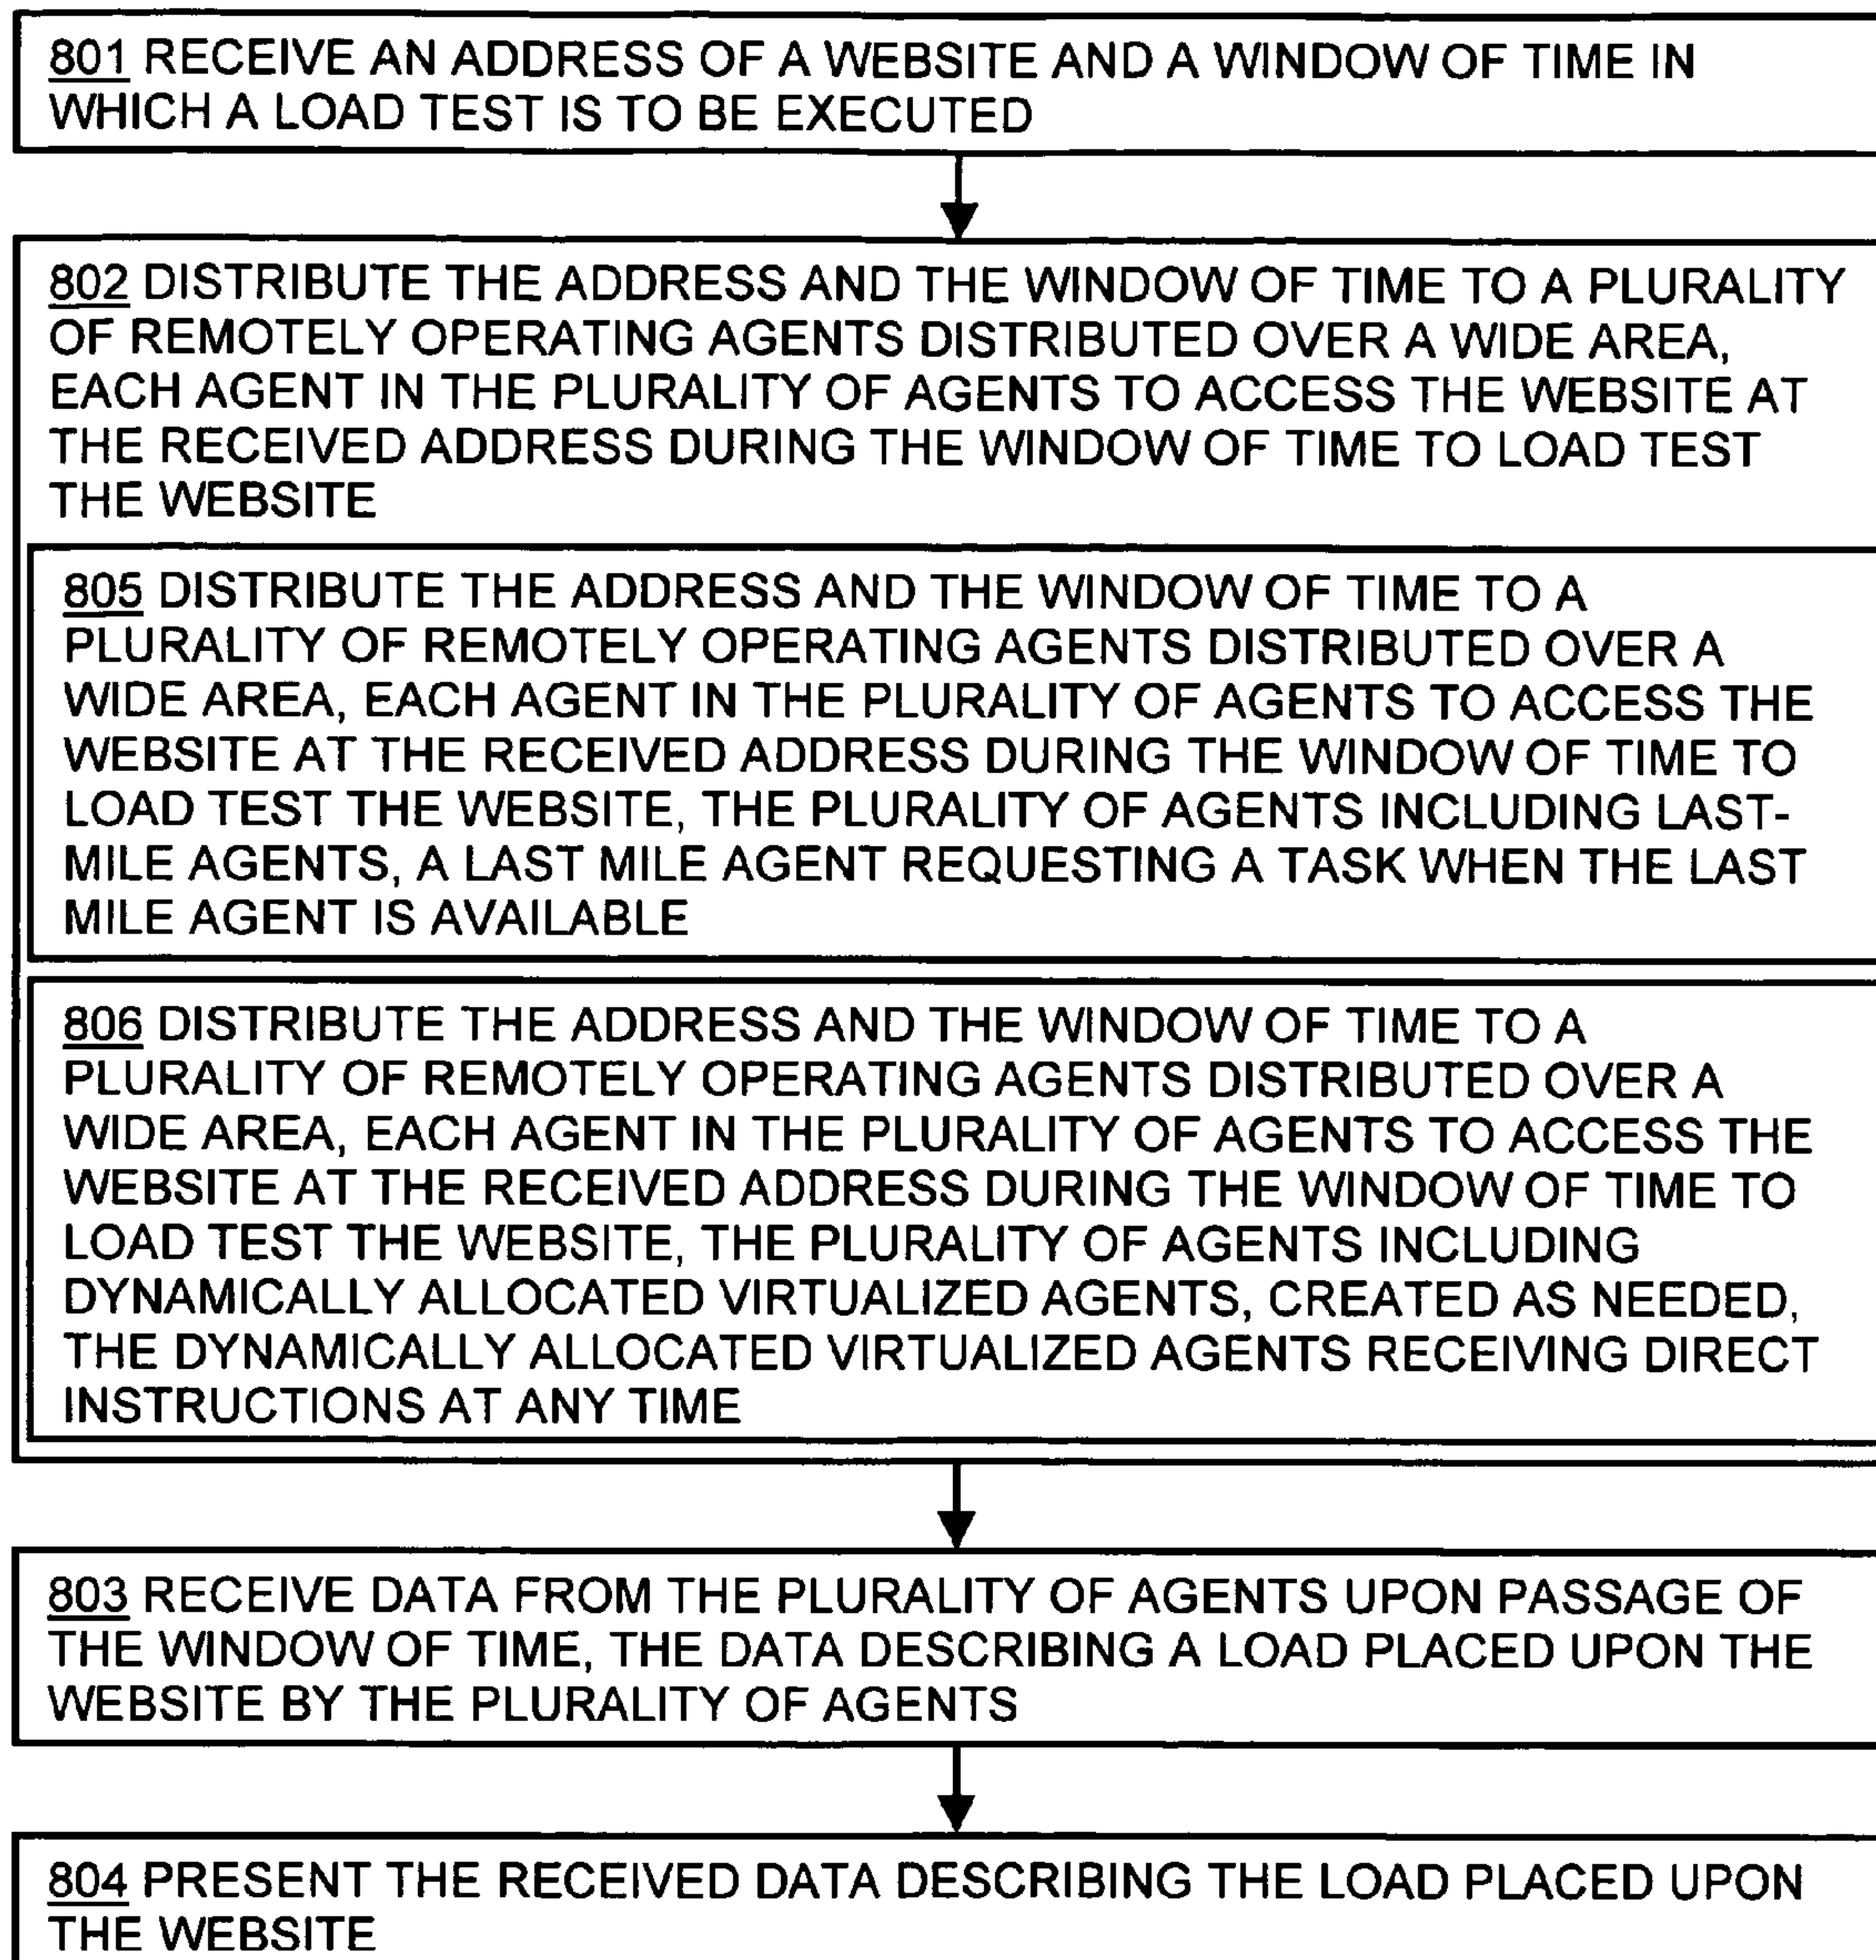 801 RECEIVE AN ADDRESS OF A WEBSITE AND A WINDOW OF TIME IN
WHICH A LOAD TEST IS TO BE EXECUTED
802 DISTRIBUTE THE ADDRESS AND THE WINDOW OF TIME TO A PLURALITY
OF REMOTELY OPERATING AGENTS DISTRIBUTED OVER A WIDE AREA,
EACH AGENT IN THE PLURALITY OF AGENTS TO ACCESS THE WEBSITE AT
THE RECEIVED ADDRESS DURING THE WINDOW OF TIME TO LOAD TEST
THE WEBSITE
805 DISTRIBUTE THE ADDRESS AND THE WINDOW OF TIME TO A
PLURALITY OF REMOTELY OPERATING AGENTS DISTRIBUTED OVER A
WIDE AREA, EACH AGENT IN THE PLURALITY OF AGENTS TO ACCESS THE
WEBSITE AT THE RECEIVED ADDRESS DURING THE WINDOW OF TIME TO
LOAD TEST THE WEBSITE, THE PLURALITY OF AGENTS INCLUDING LAST-
MILE AGENTS, A LAST MILE AGENT REQUESTING A TASK WHEN THE LAST
MILE AGENT IS AVAILABLE
806 DISTRIBUTE THE ADDRESS AND THE WINDOW OF TIME TO A
PLURALITY OF REMOTELY OPERATING AGENTS DISTRIBUTED OVER A
WIDE AREA, EACH AGENT IN THE PLURALITY OF AGENTS TO ACCESS THE
WEBSITE AT THE RECEIVED ADDRESS DURING THE WINDOW OF TIME TO
LOAD TEST THE WEBSITE, THE PLURALITY OF AGENTS INCLUDING
DYNAMICALLY ALLOCATED VIRTUALIZED AGENTS, CREATED AS NEEDED,
THE DYNAMICALLY ALLOCATED VIRTUALIZED AGENTS RECEIVING DIRECT
INSTRUCTIONS AT ANY TIME
803 RECEIVE DATA FROM THE PLURALITY OF AGENTS UPON PASSAGE OF
THE WINDOW OF TIME, THE DATA DESCRIBING A LOAD PLACED UPON THE
WEBSITE BY THE PLURALITY OF AGENTS
804 PRESENT THE RECEIVED DATA DESCRIBING THE LOAD PLACED UPON
THE WEBSITE